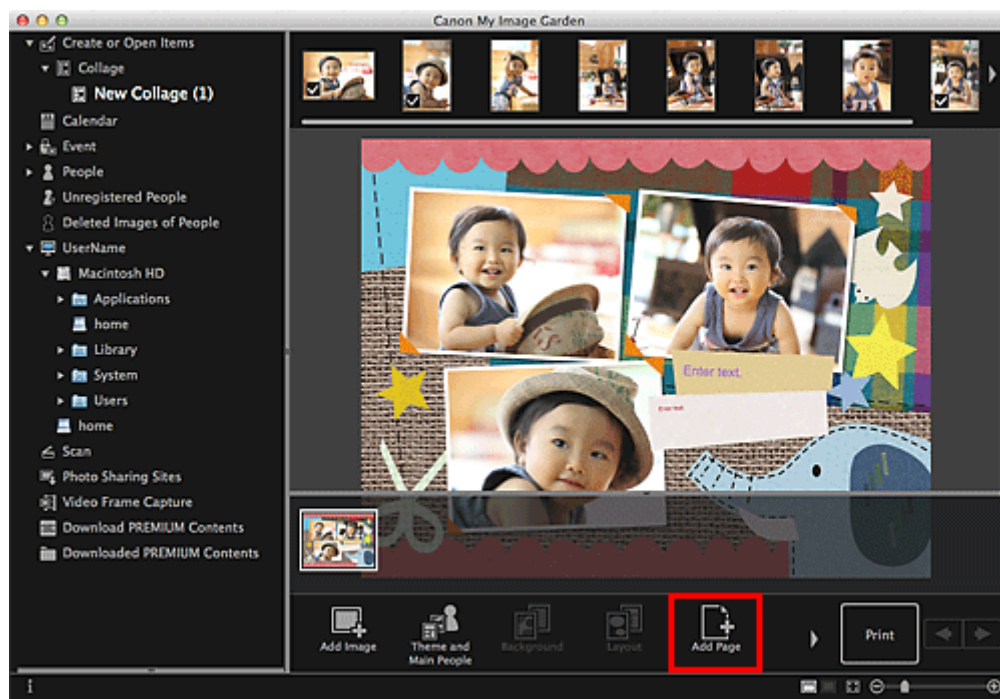 Canon My Image Garden
Create or Open Items
Collage
New Collage (1)
Calendar
Event
People
Unregistered People
Deleted Images of People
UserName
Macintosh HD
Applications
home
Library
System
Users
home
Scan
Photo Sharing Sites
Video Frame Capture
Download PREMIUM Contents
Downloaded PREMIUM Contents
Enter text.
Enter text.
Add Image
Theme and
Main People
Background
Layout
Add Page
Print